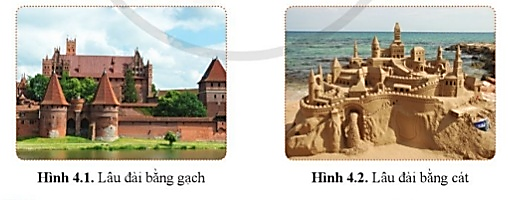 Hình 4.1. Lâu đài bằng gạch
Hình 4.2. Lâu đài bằng cát